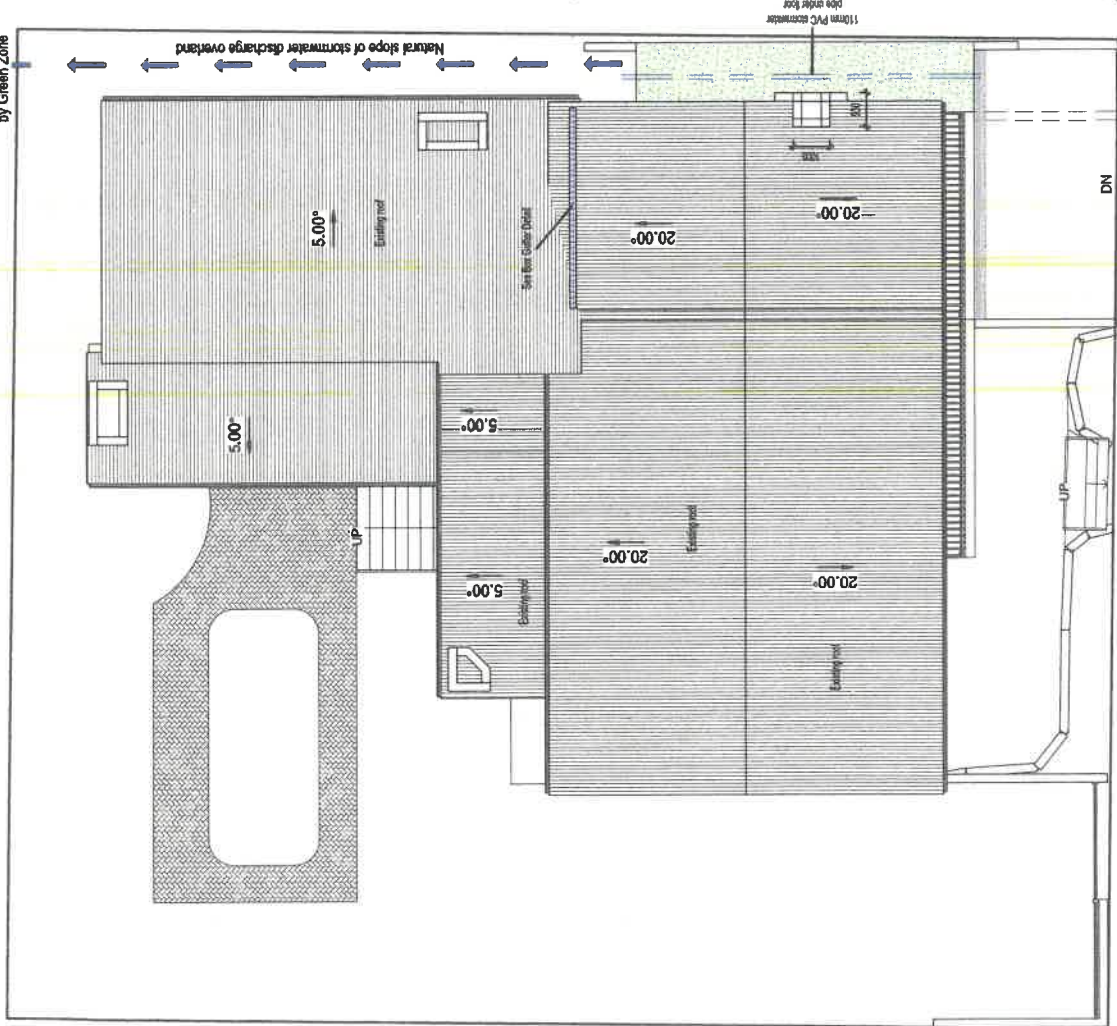 by Green Zone
Natural slope of stormwater discharge overland
110mm PVC stormwater
pipe under floor
5.00°
Existing roof
See Box Gutter Detail
20.00°
20.00°
DN
5.00°
5.00°
UP
5.00°
Existing roof
20.00°
Existing roof
20.00°
Existing roof
UP